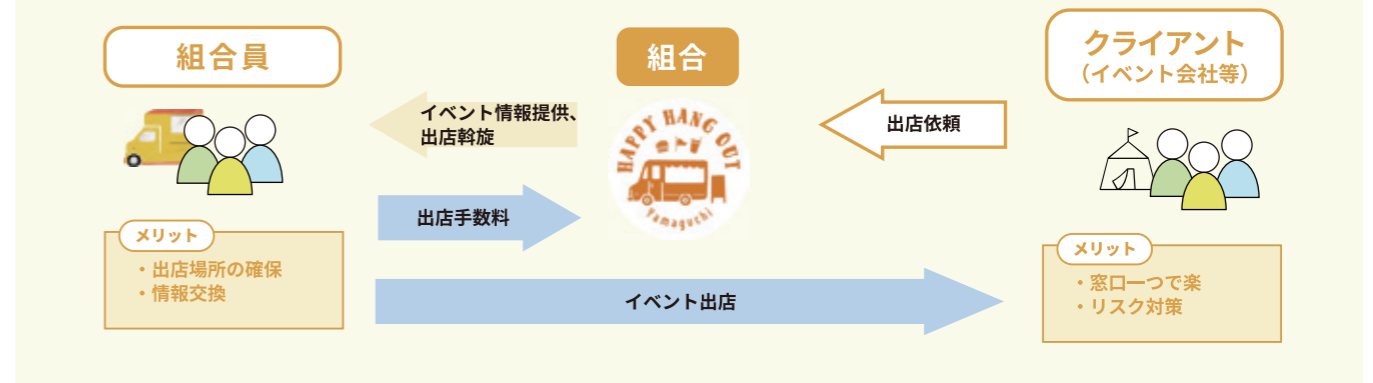 組合員
組合
クライアント
（イベント会社等）
イベント情報提供、
出店斡旋
出店依頼
HAPPY HANG OUT
Yamaguchi
出店手数料
メリット
・出店場所の確保
・情報交換
イベント出店
メリット
・窓口一つで楽
・リスク対策